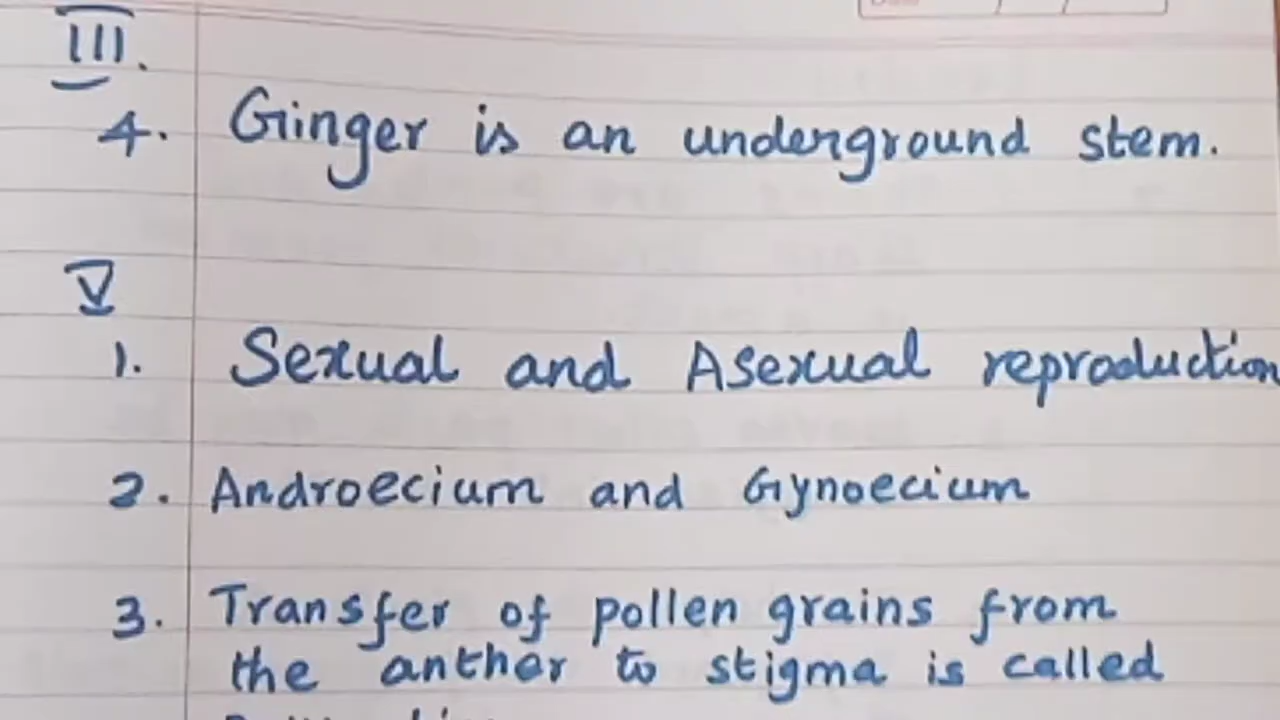 III.
4. Ginger is an underground stem.
V
1. Sexual and Asexual reproduction
2. Androecium and Gynoecium
3. Transfer of pollen grains from
the anther to stigma is called